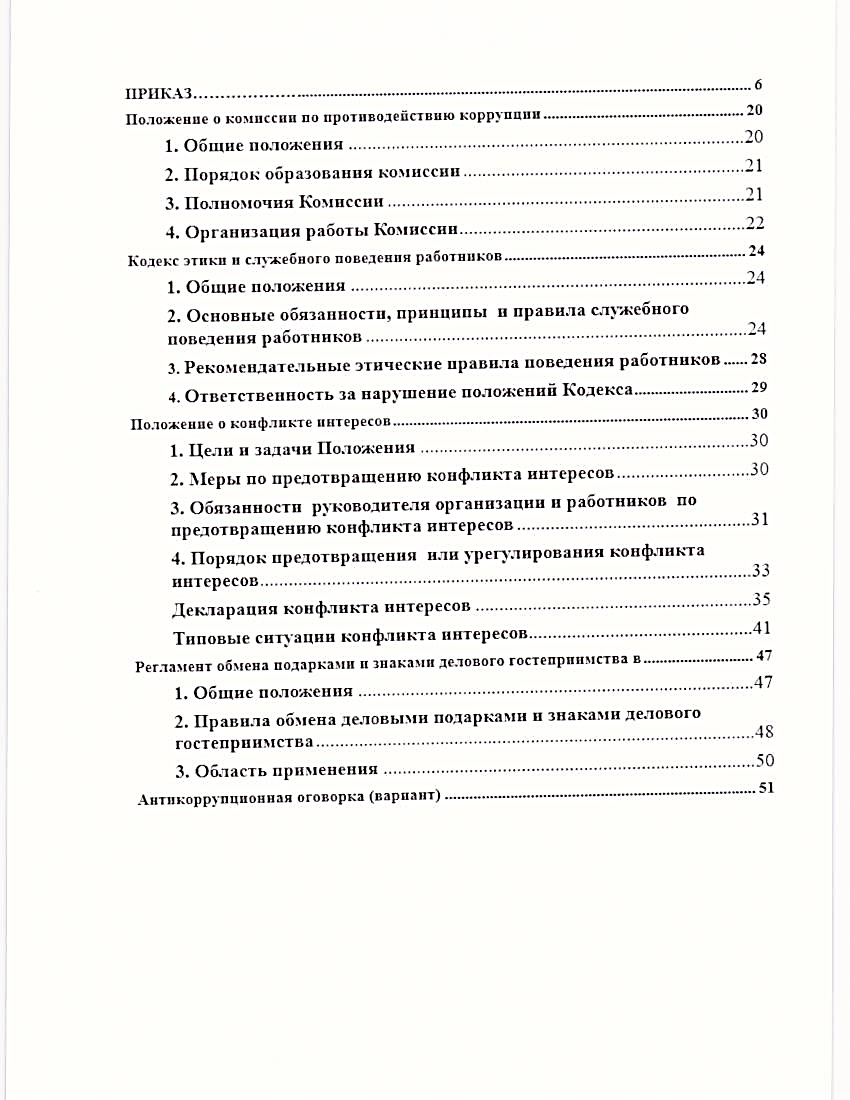 ПРИКАЗ........................................................................ 6
Положение о комиссии по противодействию коррупции........................................ 20
1. Общие положения ........................................................................20
2. Порядок образования комиссии........................................................21
3. Полномочия Комиссии ....................................................................21
4. Организация работы Комиссии........................................................22
Кодекс этики и служебного поведения работников................................................ 24
1. Общие положения ........................................................................24
2. Основные обязанности, принципы  и правила служебного
поведения работников ........................................................................24
3. Рекомендательные этические правила поведения работников ...... 28
4. Ответственность за нарушение положений Кодекса............................ 29
Положение о конфликте интересов........................................................................ 30
1. Цели и задачи Положения ............................................................30
2. Меры по предотвращению конфликта интересов............................30
3. Обязанности  руководителя организации и работников  по
предотвращению конфликта интересов ................................................31
4. Порядок предотвращения  или урегулирования конфликта
интересов........................................................................................33
Декларация конфликта интересов ........................................................35
Типовые ситуации конфликта интересов................................................41
Регламент обмена подарками и знаками делового гостеприимства в............................ 47
1. Общие положения ........................................................................47
2. Правила обмена деловыми подарками и знаками делового
гостеприимства................................................................................48
3. Область применения ....................................................................50
Антикоррупционная оговорка (вариант) ................................................................ 51